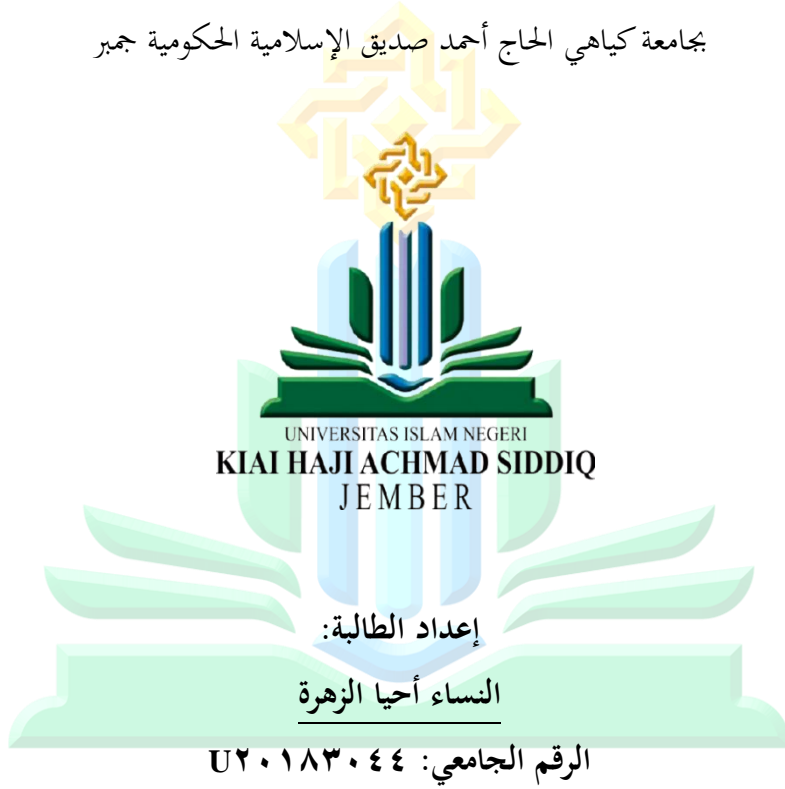 بجامعة كياهي الحاج أحمد صديق الإسلامية الحكومية جمبر
UNIVERSITAS ISLAM NEGERI
KIAI HAJI ACHMAD SIDDIQ
JEMBER
إعداد الطالبة:
النساء أحيا الزهرة
الرقم الجامعي: U٢٠١٨٣٠٤٤